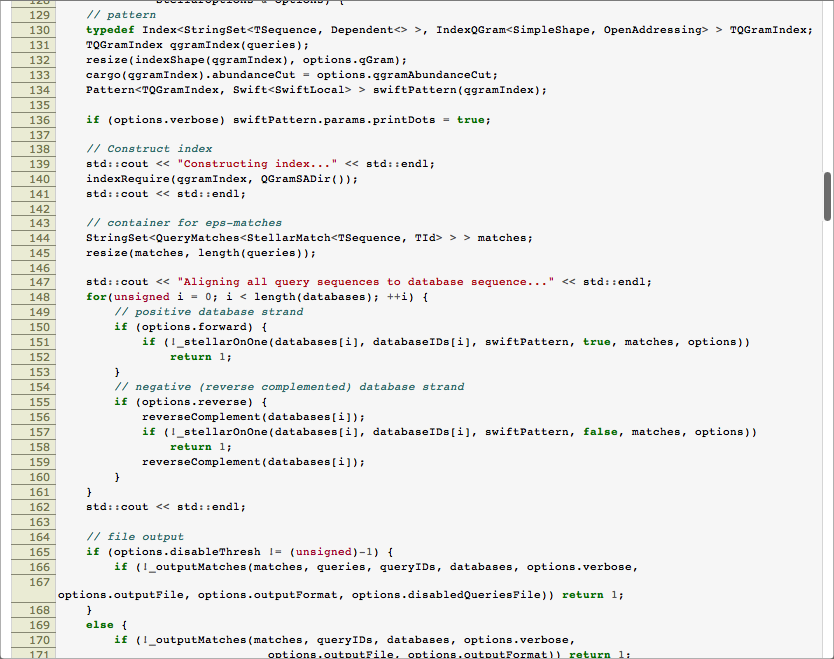 128 StellarOptions & options) {
129 // pattern
130 typedef Index<StringSet<TSequence, Dependent<> >, IndexQGram<SimpleShape, OpenAddressing> > TQGramIndex;
131 TQGramIndex qgramIndex(queries);
132 resize(indexShape(qgramIndex), options.qGram);
133 cargo(qgramIndex).abundanceCut = options.qgramAbundanceCut;
134 Pattern<TQGramIndex, Swift<SwiftLocal> > swiftPattern(qgramIndex);
135
136 if (options.verbose) swiftPattern.params.printDots = true;
137
138 // Construct index
139 std::cout << "Constructing index..." << std::endl;
140 indexRequire(qgramIndex, QGramSADir());
141 std::cout << std::endl;
142
143 // container for eps-matches
144 StringSet<QueryMatches<StellarMatch<TSequence, TId> > > matches;
145 resize(matches, length(queries));
146
147 std::cout << "Aligning all query sequences to database sequence..." << std::endl;
148 for(unsigned i = 0; i < length(databases); ++i) {
149 // positive database strand
150 if (options.forward) {
151 if (!_stellarOnOne(databases[i], databaseIDs[i], swiftPattern, true, matches, options))
152 return 1;
153 }
154 // negative (reverse complemented) database strand
155 if (options.reverse) {
156 reverseComplement(databases[i]);
157 if (!_stellarOnOne(databases[i], databaseIDs[i], swiftPattern, false, matches, options))
158 return 1;
159 reverseComplement(databases[i]);
160 }
161 }
162 std::cout << std::endl;
163
164 // file output
165 if (options.disableThresh != (unsigned)-1) {
166 if (!_outputMatches(matches, queries, queryIDs, databases, options.verbose,
167
options.outputFile, options.outputFormat, options.disabledQueriesFile)) return 1;
168 }
169 else {
170 if (!_outputMatches(matches, queryIDs, databases, options.verbose,
171 options.outputFile, options.outputFormat)) return 1;